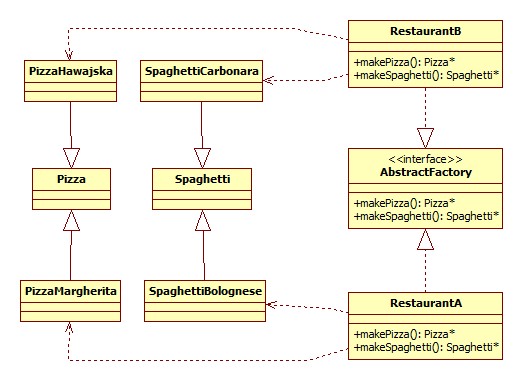 RestaurantB
+makePizza(): Pizza*
+makeSpaghetti(): Spaghetti*
PizzaHawajska
SpaghettiCarbonara
<<interface>>
AbstractFactory
+makePizza(): Pizza*
+makeSpaghetti(): Spaghetti*
Pizza
Spaghetti
PizzaMargherita
SpaghettiBolognese
RestaurantA
+makePizza(): Pizza*
+makeSpaghetti(): Spaghetti*